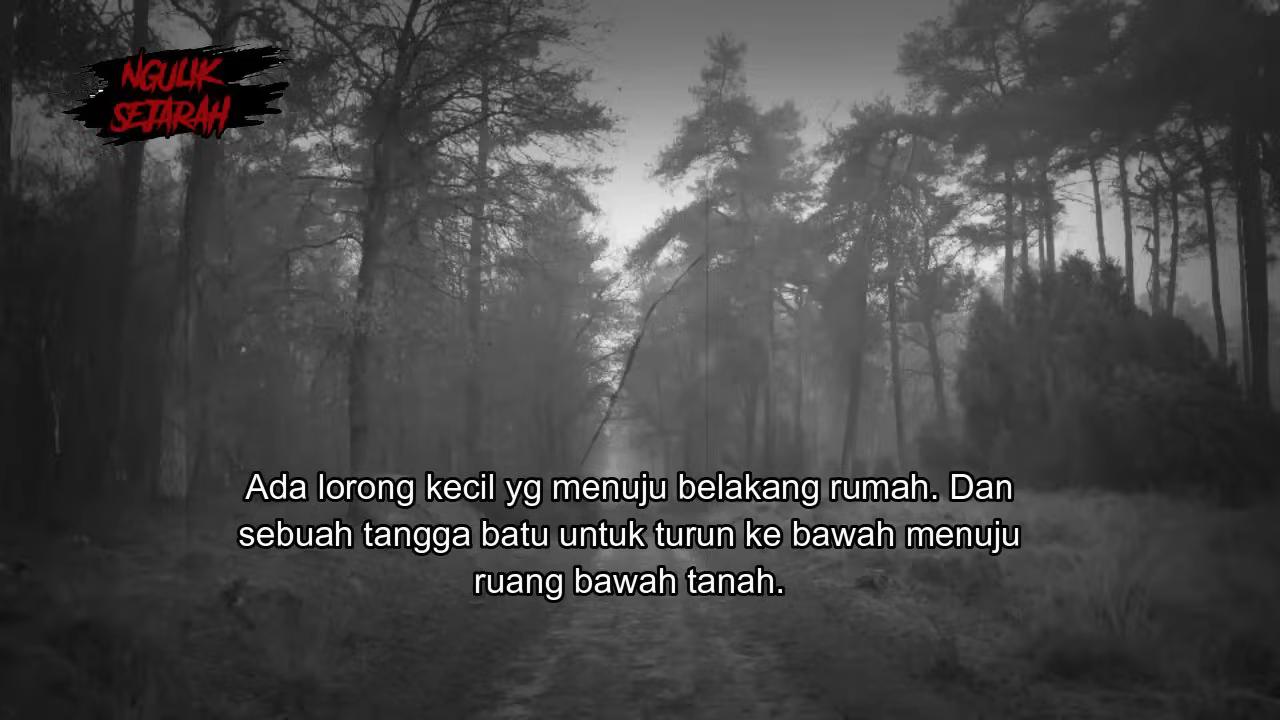 NGULIK
SEJARAH
Ada lorong kecil yg menuju belakang rumah. Dan
sebuah tangga batu untuk turun ke bawah menuju
ruang bawah tanah.